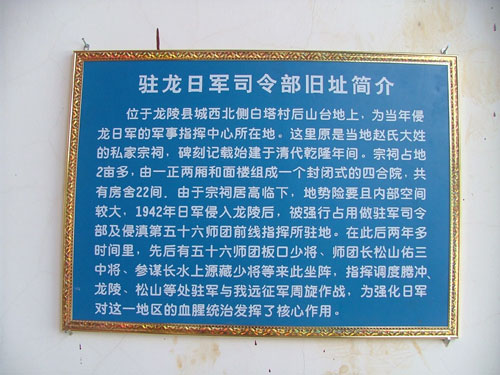 驻龙日军司令部旧址简介
位于龙陵县城西北侧白塔村后山台地上，为当年侵
龙日军的军事指挥中心所在地。这里原是当地赵氏大姓
的私家宗祠，碑刻记载始建于清代乾隆年间。宗祠占地
2亩多，由一正两厢和面楼组成一个封闭式的四合院，共
有房舍22间。由于宗祠居高临下，地势险要且内部空间
较大，1942年日军侵入龙陵后，被强行占用做驻军司令
部及侵滇第五十六师团前线指挥所驻地。在此后两年多
时间里，先后有五十六师团板口少将、师团长松山佑三
中将、参谋长水上源藏少将等来此坐阵，指挥调度腾冲、
龙陵、松山等处驻军与我远征军周旋作战，为强化日军
对这一地区的血腥统治发挥了核心作用。